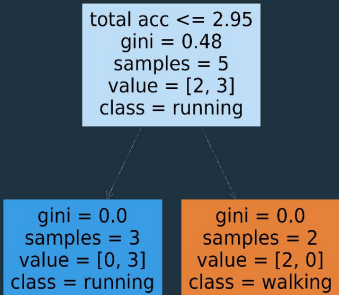 total acc <= 2.95
gini = 0.48
samples = 5
value = [2, 3]
class = running
gini = 0.0
samples = 3
value = [0, 3]
class = running
gini = 0.0
samples = 2
value = [2, 0]
class = walking